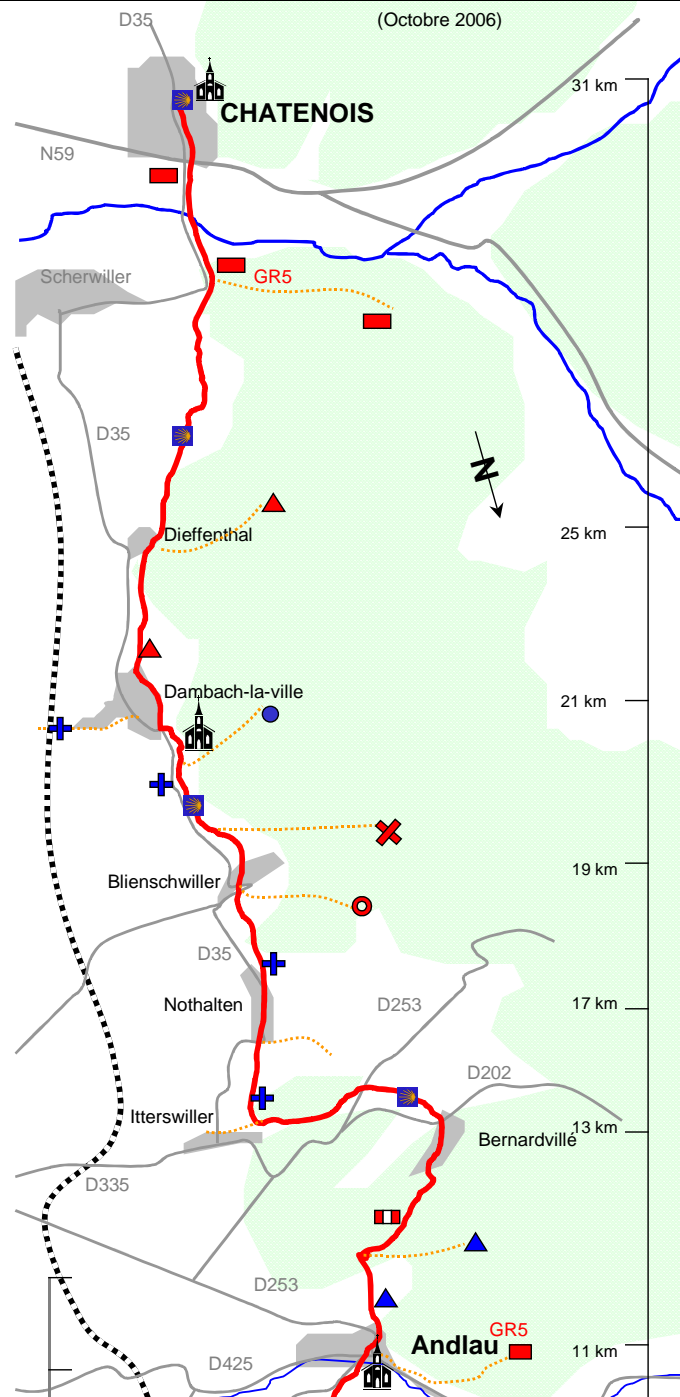 D35
(Octobre 2006)
31 km
CHATENOIS
N59
Scherwiller
GR5
D35
N
Dieffenthal
25 km
Dambach-la-ville
21 km
19 km
Blienschwiller
D35
Nothalten
D253
17 km
D202
Itterswiller
Bernardvillé
13 km
D335
D253
GR5
Andlau
11 km
D425